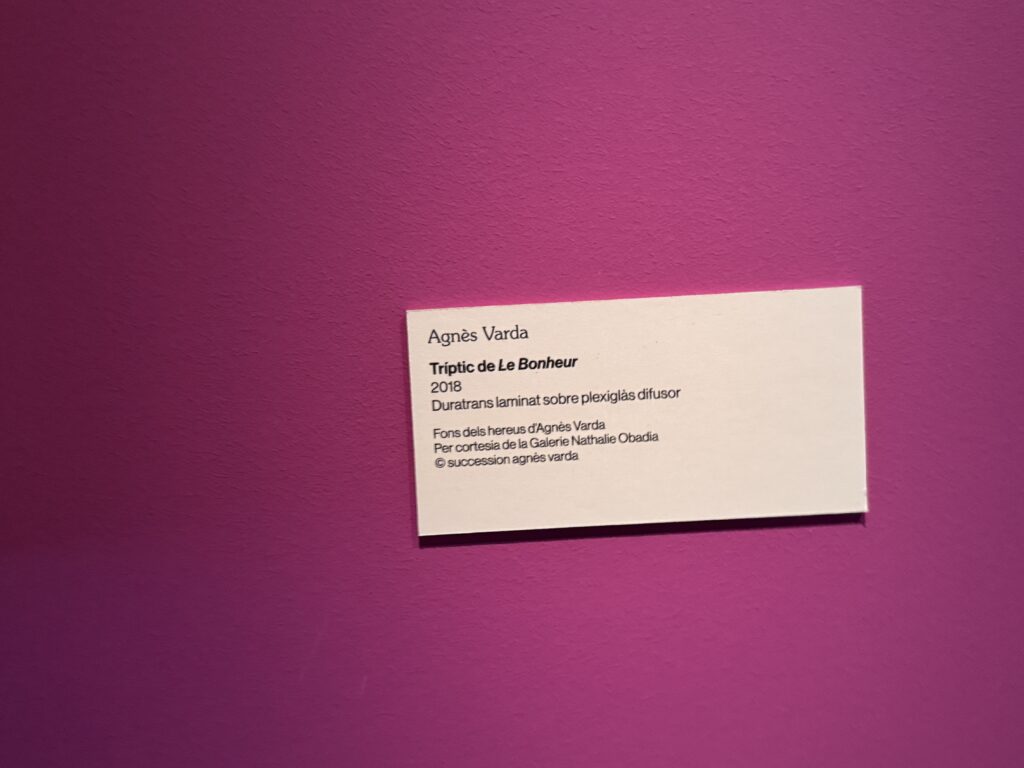 Agnès Varda
Tríptic de Le Bonheur
2018
Duratrans laminat sobre plexiglàs difusor
Fons dels hereus d'Agnès Varda
Per cortesia de la Galerie Nathalie Obadia
© succession agnès varda